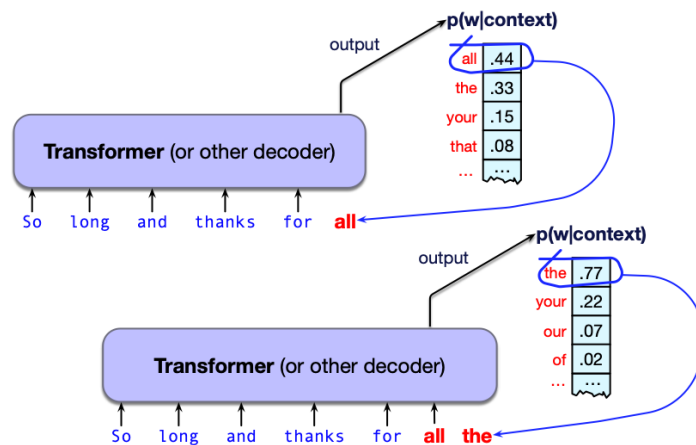 p(w|context)
output
all .44
the .33
your .15
that .08
... ...
Transformer (or other decoder)
So long and thanks for all
p(w|context)
output
the .77
your .22
our .07
of .02
... ...
Transformer (or other decoder)
So long and thanks for all the